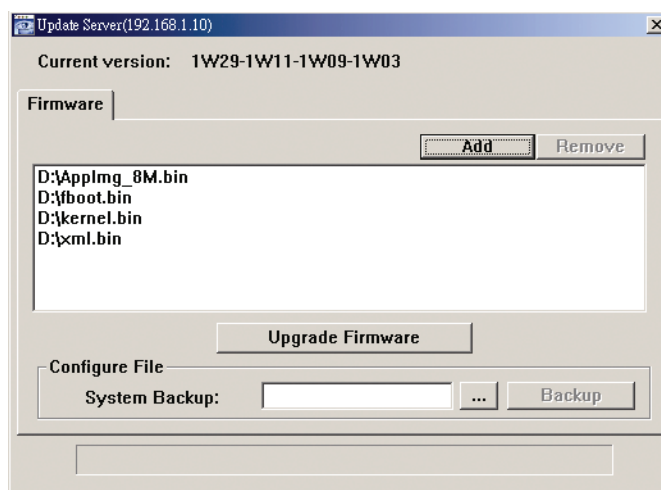 Update Server(192.168.1.10)
Current version: 1W29-1W11-1W09-1W03
Firmware
Add Remove
D:\AppImg_8M.bin
D:\fboot.bin
D:\kernel.bin
D:\xml.bin
Upgrade Firmware
Configure File
System Backup: ... Backup